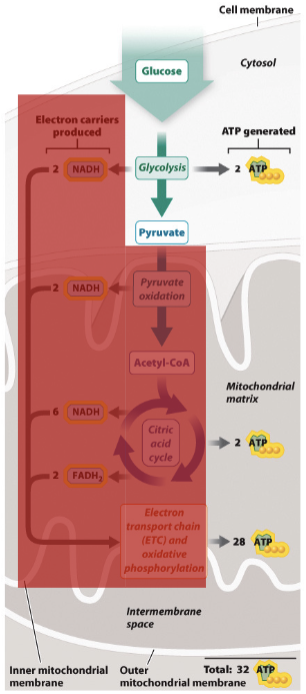 Cell membrane
Glucose
Cytosol
Electron carriers
produced
ATP generated
2 NADH
Glycolysis
2 ATP
Pyruvate
2 NADH
Pyruvate
oxidation
Acetyl-CoA
Mitochondrial
matrix
6 NADH
Citric
acid
cycle
2 ATP
2 FADH₂
Electron
transport chain
(ETC) and
oxidative
phosphorylation
28 ATP
Intermembrane
space
Inner mitochondrial
membrane
Outer
mitochondrial membrane
Total: 32 ATP